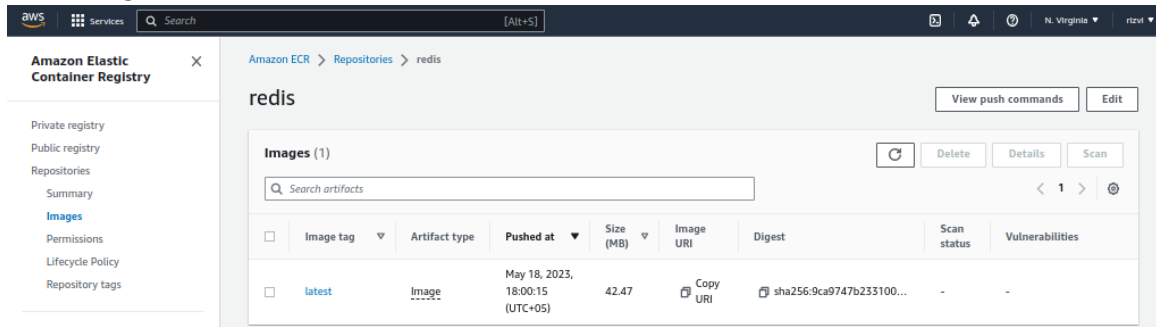 aws Services Search [Alt+S] N. Virginia rizvi
Amazon Elastic
Container Registry
Private registry
Public registry
Repositories
Summary
Images
Permissions
Lifecycle Policy
Repository tags
Amazon ECR > Repositories > redis
redis
View push commands Edit
Images (1)
Delete Details Scan
Search artifacts
1
Image tag Artifact type Pushed at Size (MB) Image URI Digest Scan status Vulnerabilities
latest Image May 18, 2023, 18:00:15 (UTC+05) 42.47 Copy URI sha256:9ca9747b233100... - -